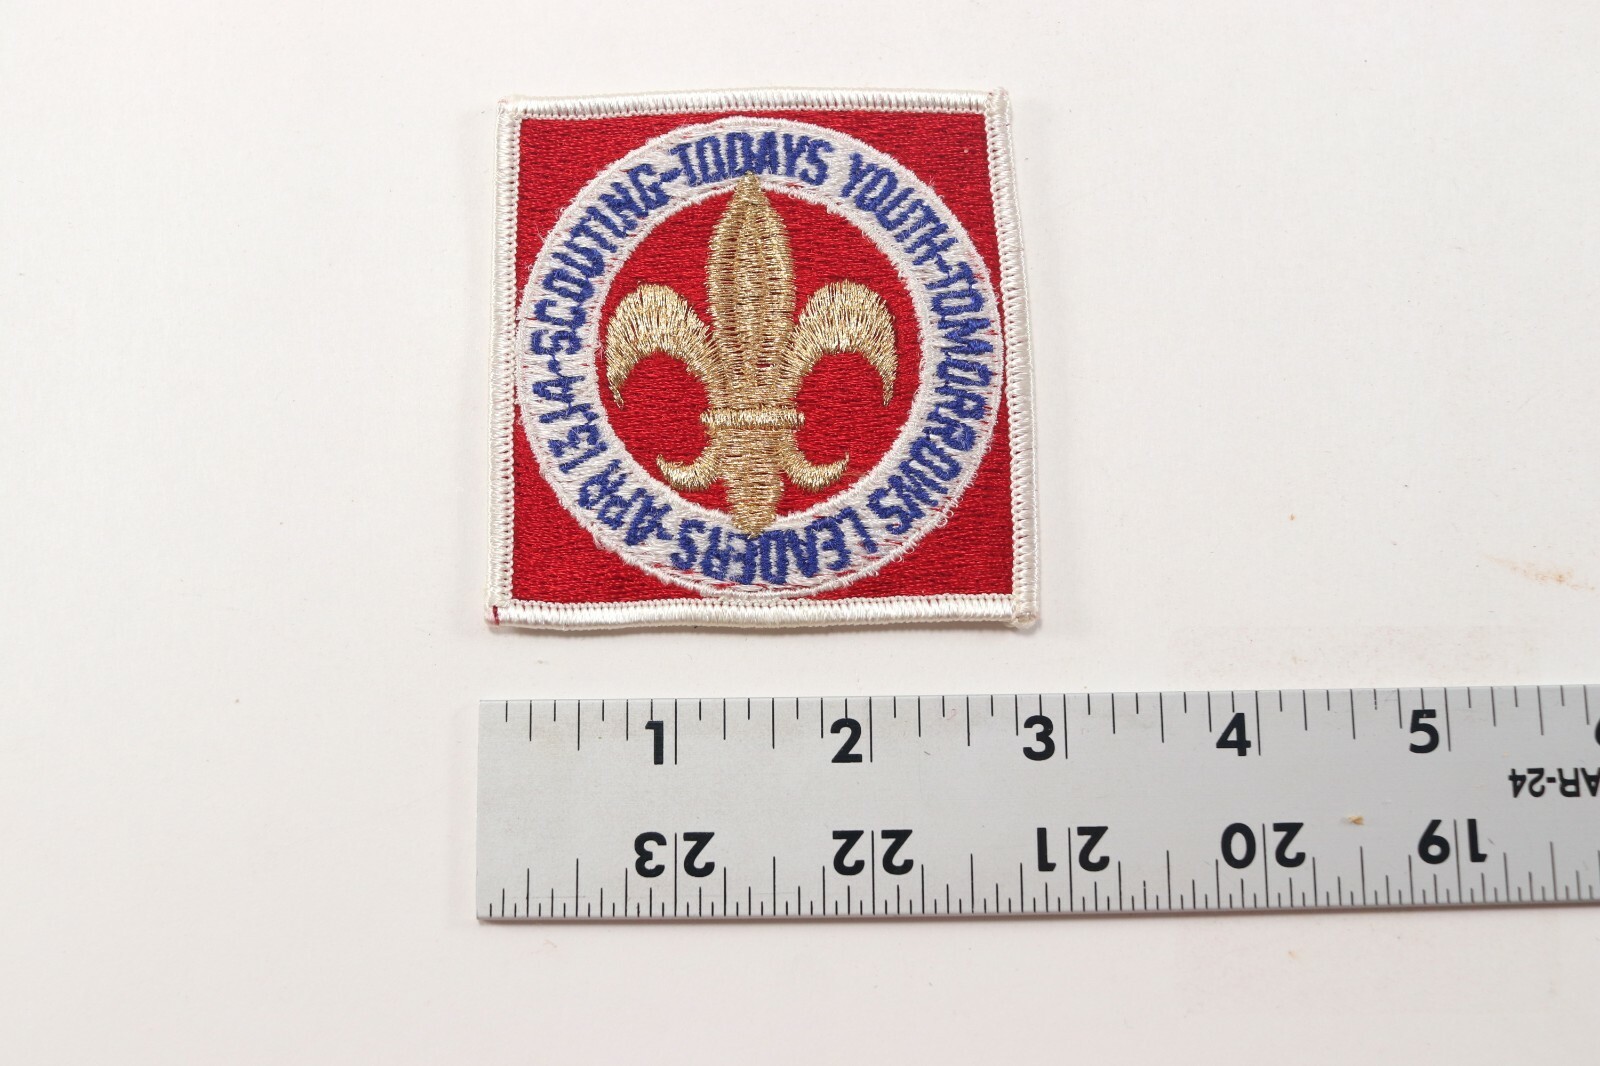 SCOUTING-TODAYS YOUTH-TOMORROWS LEADERS-APR 13,14-
1 2 3 4 5
AR-24
23 22 21 20 19